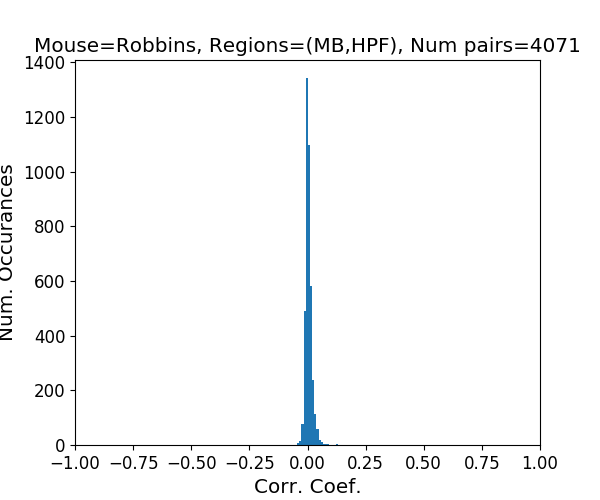 Mouse=Robbins, Regions=(MB,HPF), Num pairs=4071
Num. Occurances
1400
1200
1000
800
600
400
200
0
−1.00 −0.75 −0.50 −0.25 0.00 0.25 0.50 0.75 1.00
Corr. Coef.